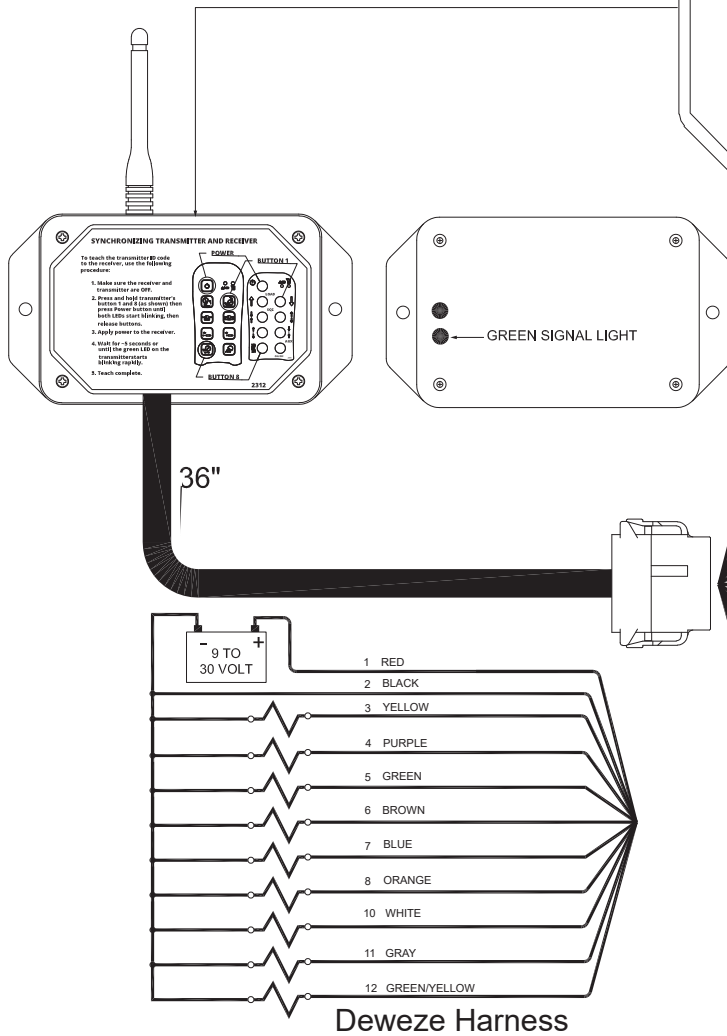 SYNCHRONIZING TRANSMITTER AND RECEIVER
To teach the transmitter ID code
to the receiver, use the following
procedure:
1. Make sure the receiver and
transmitter are OFF.
2. Press and hold transmitter's
button 1 and 8 (as shown) then
press Power button until
both LEDs start blinking, then
release buttons.
3. Apply power to the receiver.
4. Wait for ~5 seconds or
until the green LED on the
transmitterstarts
blinking rapidly.
5. Teach complete.
POWER
BUTTON 1
BUTTON 8
2312
GREEN SIGNAL LIGHT
36"
- +
9 TO
30 VOLT
1 RED
2 BLACK
3 YELLOW
4 PURPLE
5 GREEN
6 BROWN
7 BLUE
8 ORANGE
10 WHITE
11 GRAY
12 GREEN/YELLOW
Deweze Harness